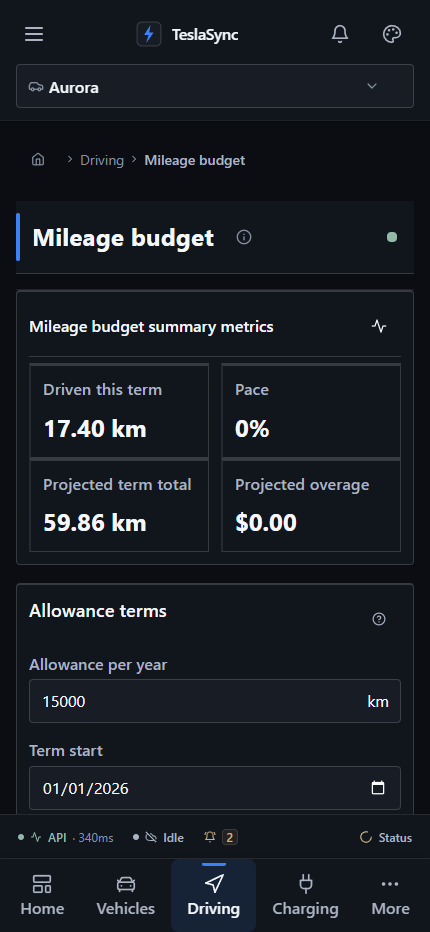 TeslaSync
Aurora
Driving
Mileage budget
Mileage budget
Mileage budget summary metrics
Driven this term
17.40 km
Pace
0%
Projected term total
59.86 km
Projected overage
$0.00
Allowance terms
Allowance per year
15000 km
Term start
01/01/2026
API · 340ms Idle 2 Status
Home Vehicles Driving Charging More